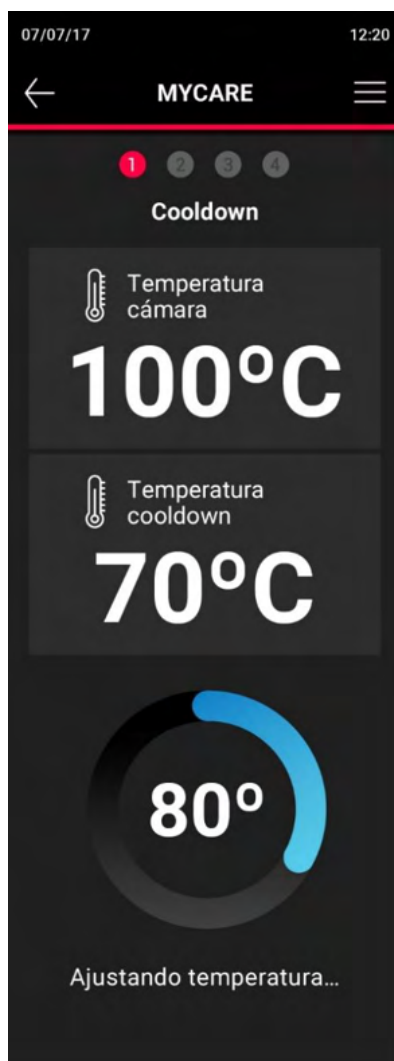 07/07/17 12:20
MYCARE
1 2 3 4
Cooldown
Temperatura
cámara
100ºC
Temperatura
cooldown
70ºC
80º
Ajustando temperatura...